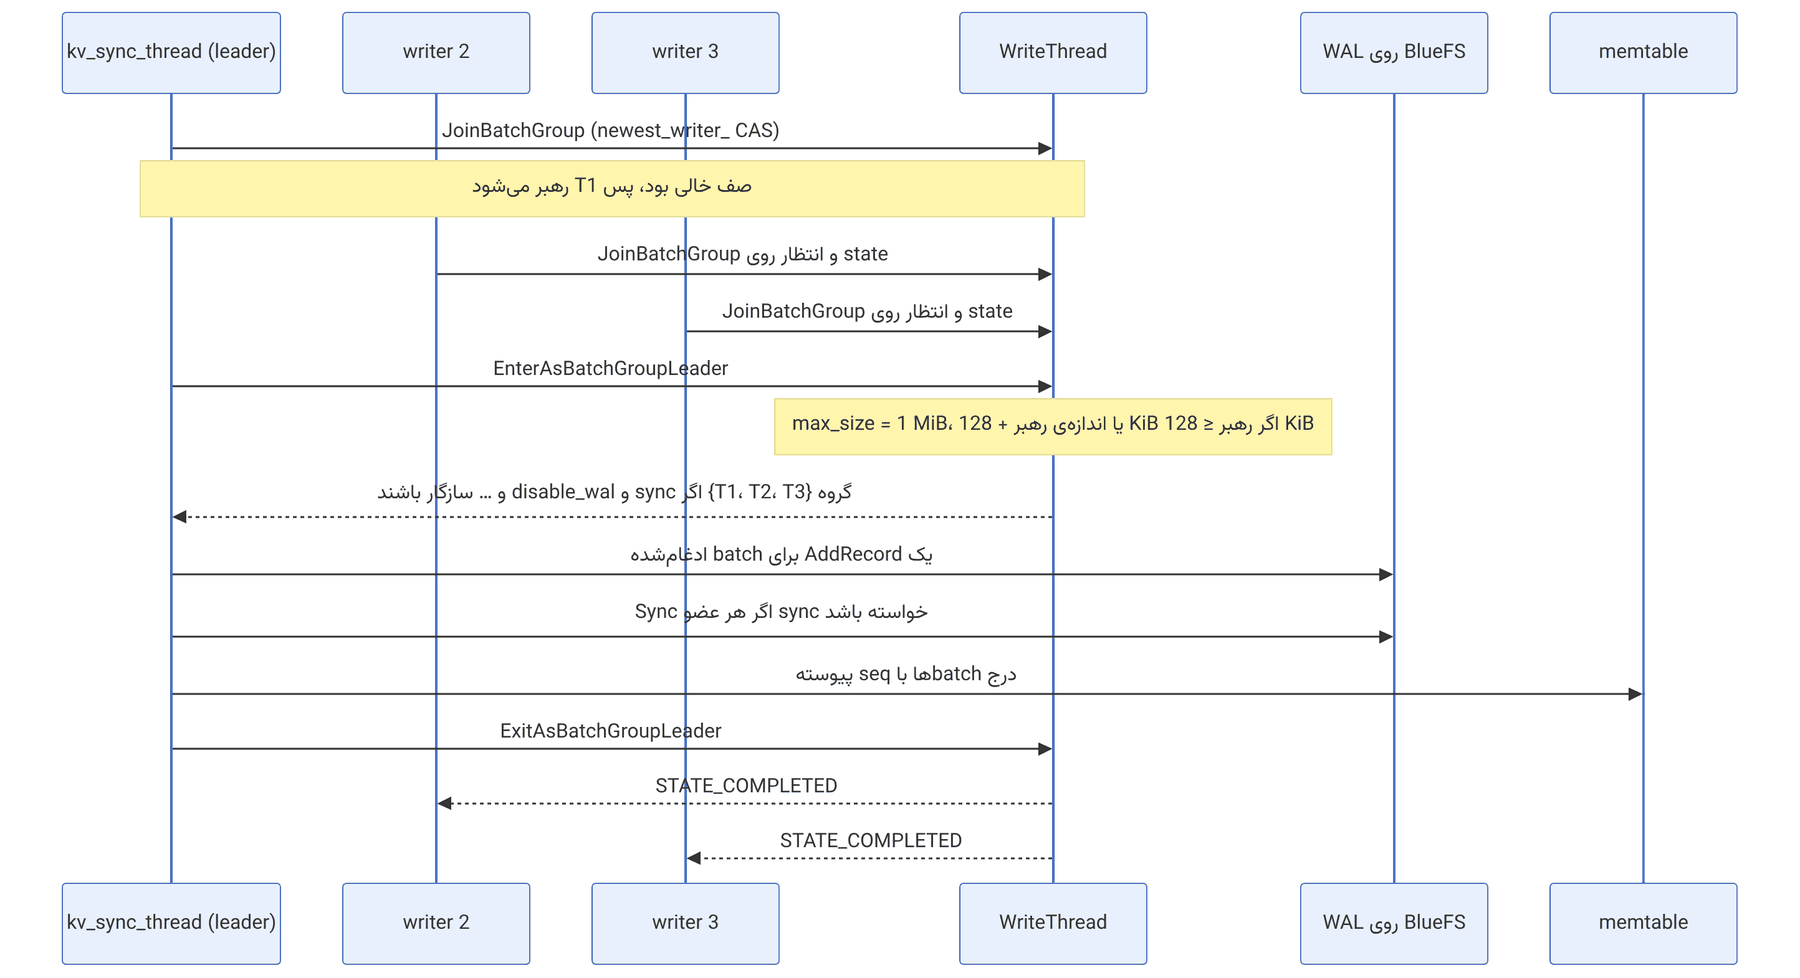 kv_sync_thread (leader)
writer 2
writer 3
WriteThread
WAL روی BlueFS
memtable
JoinBatchGroup (newest_writer_ CAS)
صف خالی بود، پس T1 رهبر می‌شود
JoinBatchGroup و انتظار روی state
JoinBatchGroup و انتظار روی state
EnterAsBatchGroupLeader
max_size = 1 MiB، یا اندازه‌ی رهبر + 128 KiB اگر رهبر ≤ 128 KiB
گروه {T1، T2، T3} اگر sync و disable_wal و ... سازگار باشند
یک AddRecord برای batch ادغام‌شده
Sync اگر هر عضو sync خواسته باشد
درج batchها با seq پیوسته
ExitAsBatchGroupLeader
STATE_COMPLETED
STATE_COMPLETED
kv_sync_thread (leader)
writer 2
writer 3
WriteThread
WAL روی BlueFS
memtable